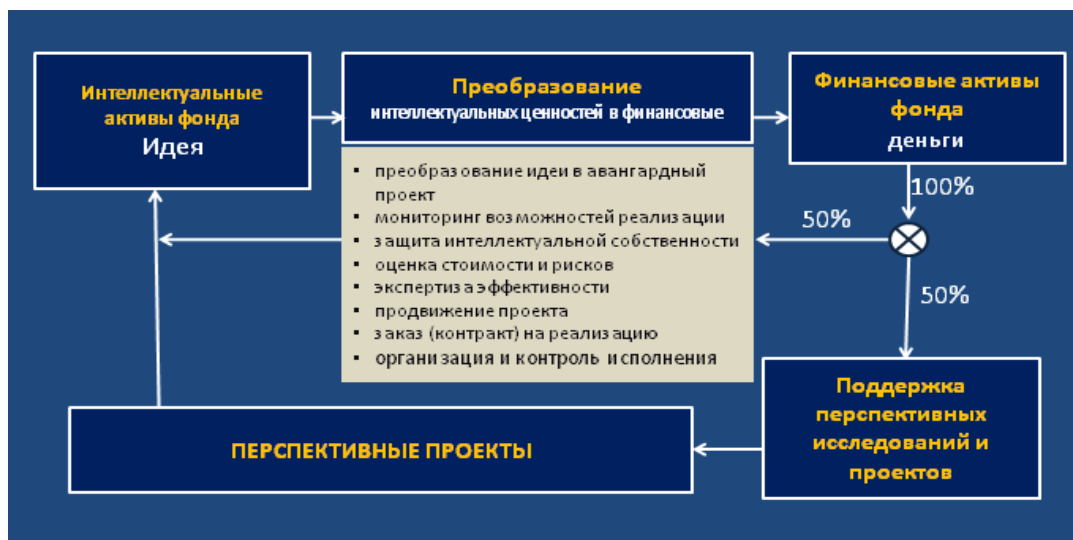 Интеллектуальные
активы фонда
Идея
Преобразование
интеллектуальных ценностей в финансовые
Финансовые активы
фонда
деньги
▪ преобразование идеи в авангардный
проект
▪ мониторинг возможностей реализации
▪ защита интеллектуальной собственности
▪ оценка стоимости и рисков
▪ экспертиза эффективности
▪ продвижение проекта
▪ заказ (контракт) на реализацию
▪ организация и контроль исполнения
100%
50%
50%
Поддержка
перспективных
исследований и
проектов
ПЕРСПЕКТИВНЫЕ ПРОЕКТЫ